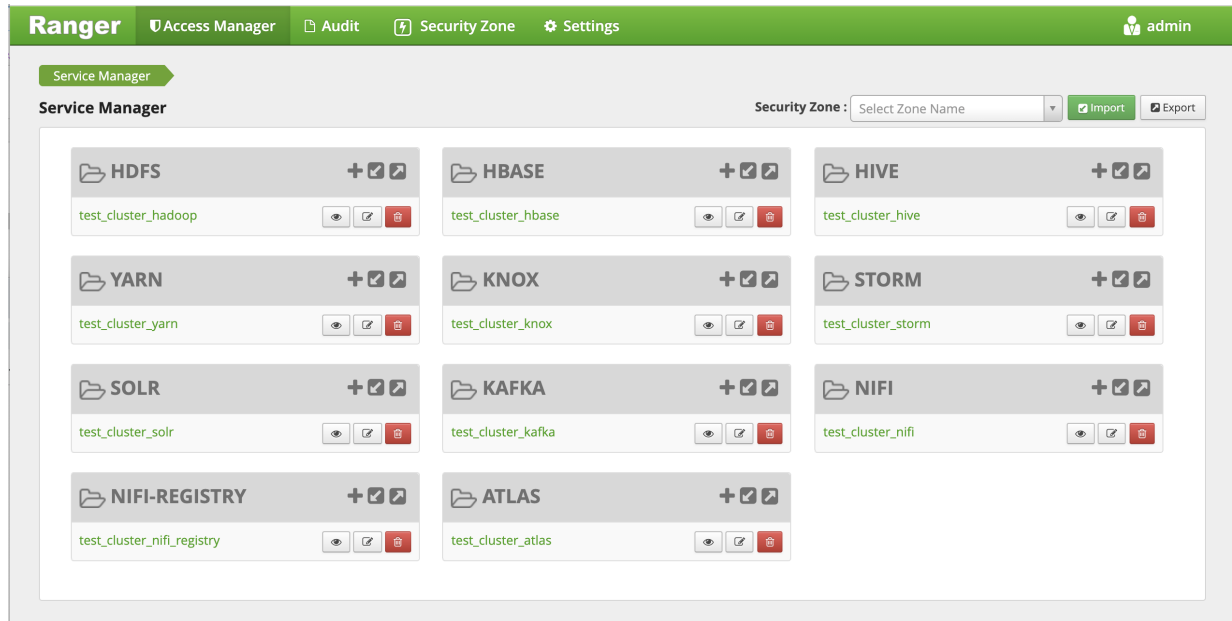 Ranger Access Manager Audit Security Zone Settings admin
Service Manager
Service Manager Security Zone : Select Zone Name Import Export
HDFS HBASE HIVE
test_cluster_hadoop test_cluster_hbase test_cluster_hive
YARN KNOX STORM
test_cluster_yarn test_cluster_knox test_cluster_storm
SOLR KAFKA NIFI
test_cluster_solr test_cluster_kafka test_cluster_nifi
NIFI-REGISTRY ATLAS
test_cluster_nifi_registry test_cluster_atlas